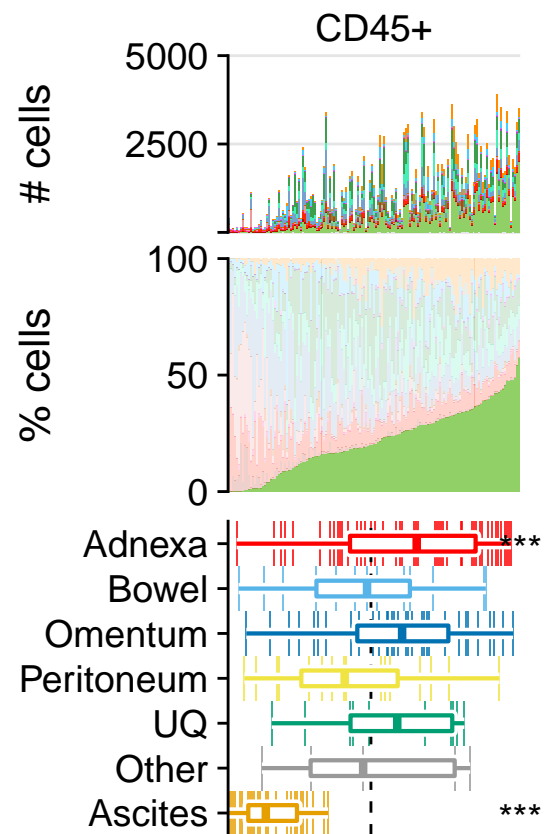 CD45+
5000
2500
# cells
100
50
0
% cells
Adnexa
***
Bowel
Omentum
Peritoneum
UQ
Other
Ascites
***